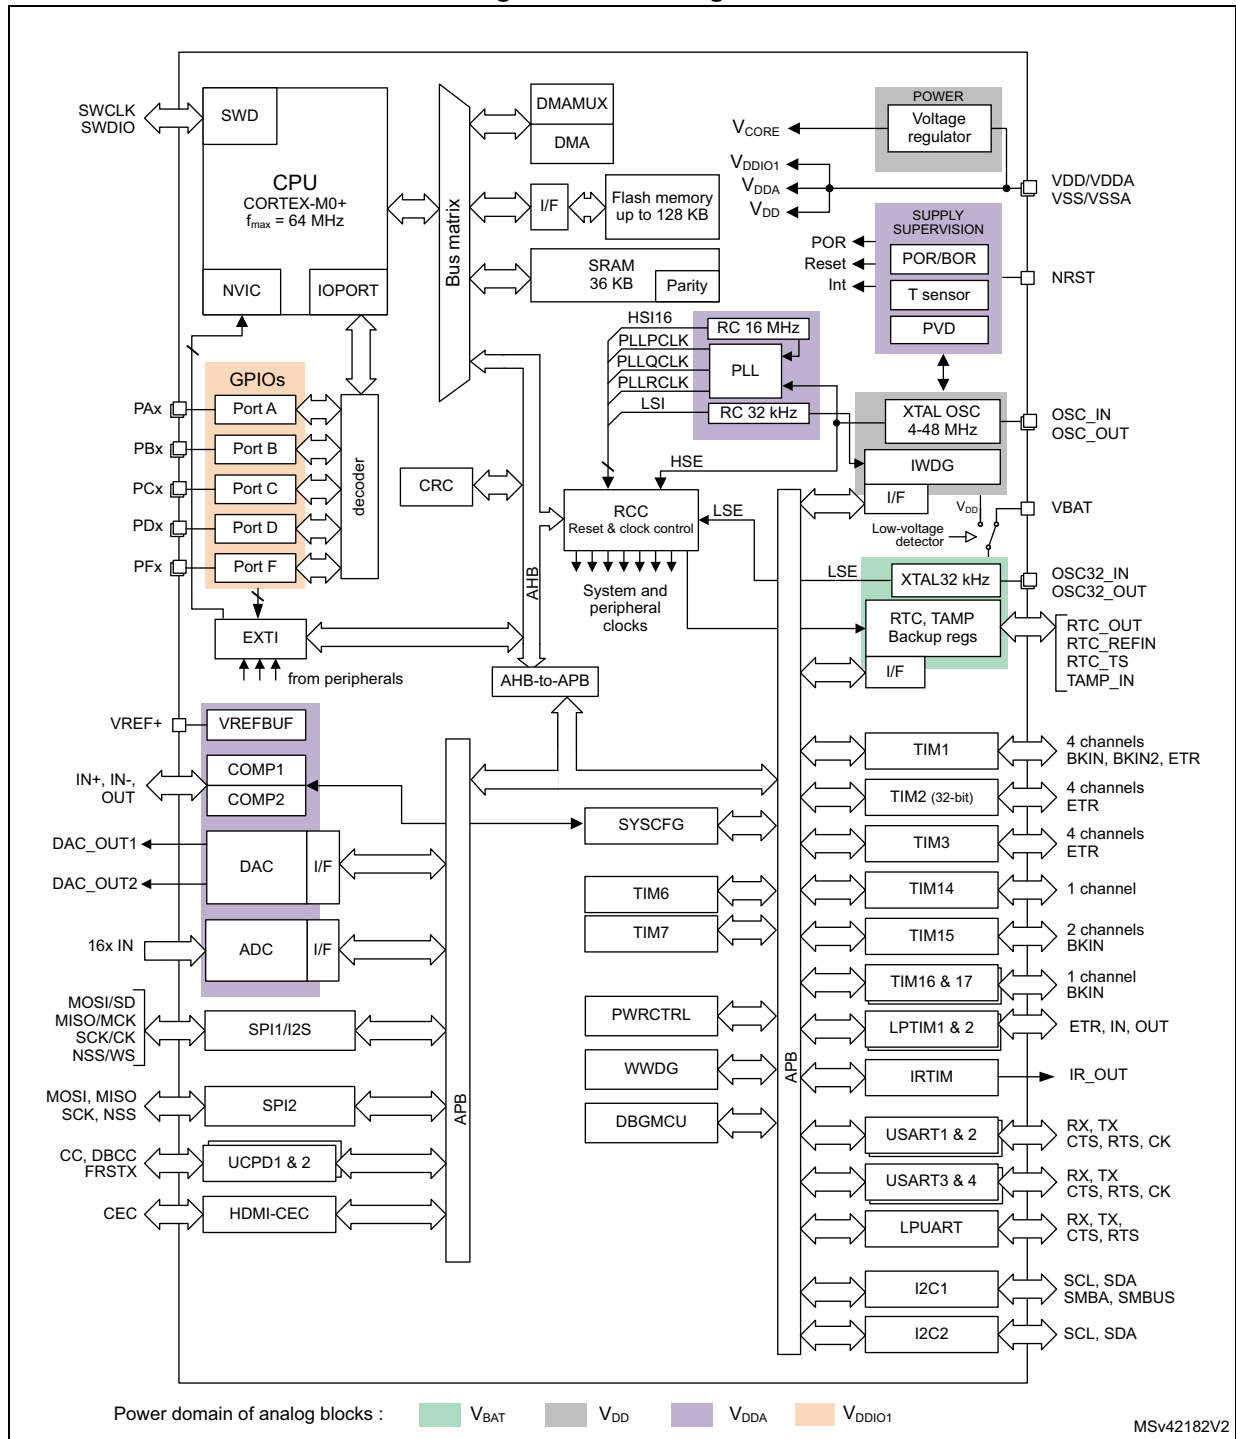 SWCLK
SWDIO
SWD
CPU
CORTEX-M0+
fmax = 64 MHz
NVIC
IOPORT
Bus matrix
DMAMUX
DMA
I/F
Flash memory
up to 128 KB
SRAM
36 KB
Parity
POWER
Voltage
regulator
VCORE
VDDIO1
VDDA
VDD
VDD/VDDA
VSS/VSSA
SUPPLY
SUPERVISION
POR
Reset
Int
POR/BOR
T sensor
PVD
NRST
HSI16
PLLPCLK
PLLQCLK
PLLRCLK
LSI
RC 16 MHz
PLL
RC 32 kHz
GPIOs
PAx
Port A
PBx
Port B
PCx
Port C
PDx
Port D
PFx
Port F
decoder
XTAL OSC
4-48 MHz
OSC_IN
OSC_OUT
IWDG
I/F
HSE
CRC
RCC
Reset & clock control
LSE
VDD
VBAT
Low-voltage
detector
AHB
System and
peripheral
clocks
LSE
XTAL32 kHz
OSC32_IN
OSC32_OUT
RTC, TAMP
Backup regs
I/F
RTC_OUT
RTC_REFIN
RTC_TS
TAMP_IN
EXTI
from peripherals
AHB-to-APB
VREF+
VREFBUF
IN+, IN-,
OUT
COMP1
COMP2
DAC_OUT1
DAC_OUT2
DAC
I/F
16x IN
ADC
I/F
MOSI/SD
MISO/MCK
SCK/CK
NSS/WS
SPI1/I2S
MOSI, MISO
SCK, NSS
SPI2
CC, DBCC
FRSTX
UCPD1 & 2
CEC
HDMI-CEC
APB
SYSCFG
TIM6
TIM7
PWRCTRL
WWDG
DBGMCU
APB
TIM1
4 channels
BKIN, BKIN2, ETR
TIM2 (32-bit)
4 channels
ETR
TIM3
4 channels
ETR
TIM14
1 channel
TIM15
2 channels
BKIN
TIM16 & 17
1 channel
BKIN
LPTIM1 & 2
ETR, IN, OUT
IRTIM
IR_OUT
USART1 & 2
RX, TX
CTS, RTS, CK
USART3 & 4
RX, TX
CTS, RTS, CK
LPUART
RX, TX,
CTS, RTS
I2C1
SCL, SDA
SMBA, SMBUS
I2C2
SCL, SDA
Power domain of analog blocks :
VBAT
VDD
VDDA
VDDIO1
MSv42182V2